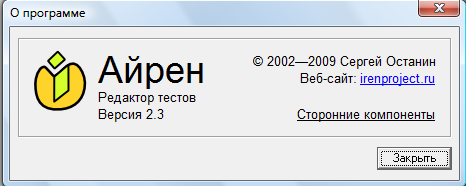 О программе
Айрен
Редактор тестов
Версия 2.3
© 2002—2009 Сергей Останин
Веб-сайт: irenproject.ru
Сторонние компоненты
Закрыть